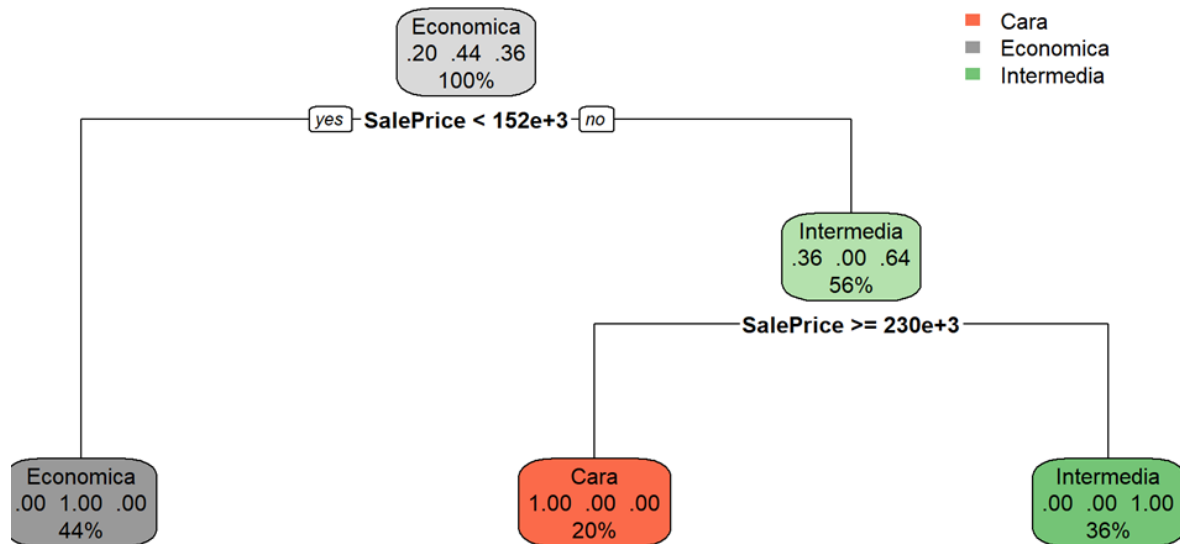 Economica
.20 .44 .36
100%
Cara
Economica
Intermedia
yes SalePrice < 152e+3 no
Intermedia
.36 .00 .64
56%
SalePrice >= 230e+3
Economica
.00 1.00 .00
44%
Cara
1.00 .00 .00
20%
Intermedia
.00 .00 1.00
36%